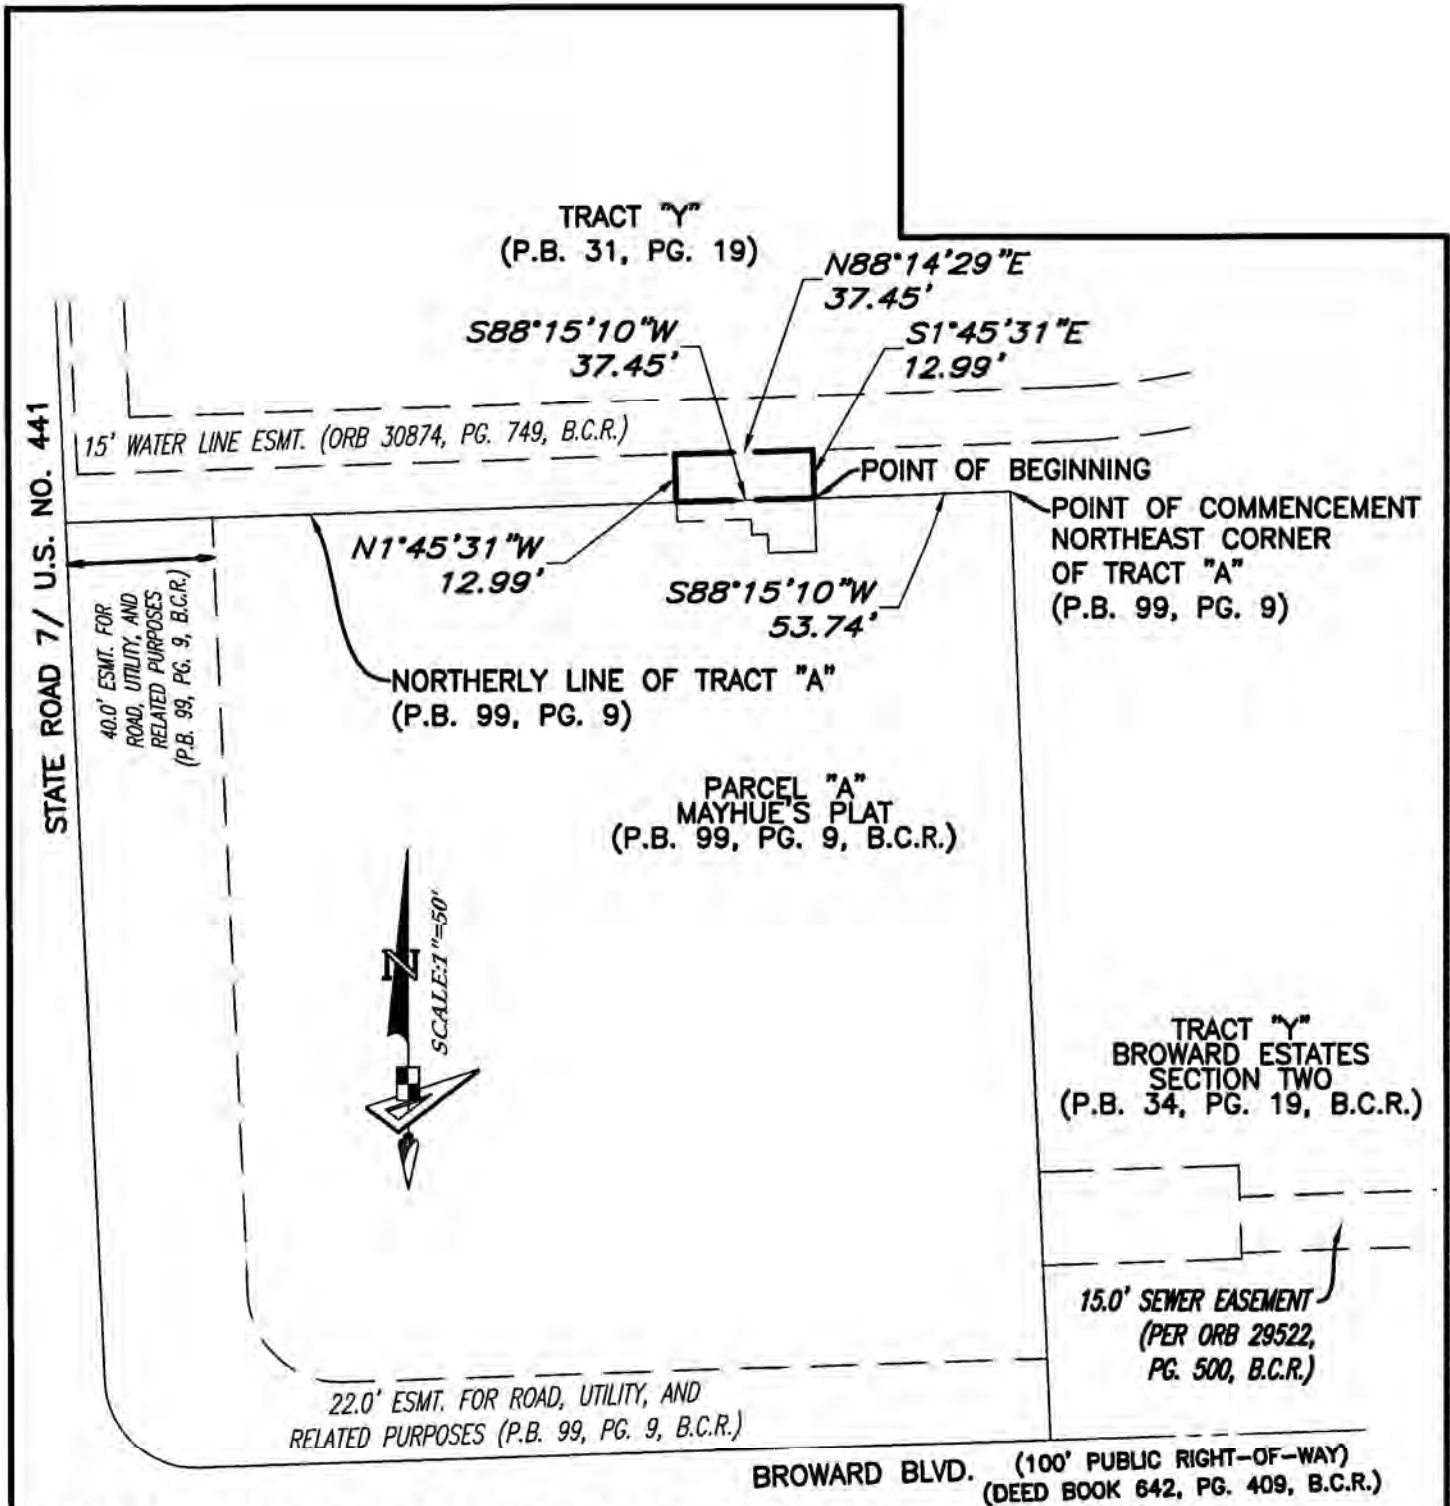 TRACT "Y"
(P.B. 31, PG. 19)
N88°14'29"E
37.45'
S88°15'10"W
37.45'
S1°45'31"E
12.99'
15' WATER LINE ESMT. (ORB 30874, PG. 749, B.C.R.)
POINT OF BEGINNING
POINT OF COMMENCEMENT
NORTHEAST CORNER
OF TRACT "A"
(P.B. 99, PG. 9)
N1°45'31"W
12.99'
S88°15'10"W
53.74'
STATE ROAD 7/ U.S. NO. 441
40.0' ESMT. FOR
ROAD, UTILITY, AND
RELATED PURPOSES
(P.B. 99, PG. 9, B.C.R.)
NORTHERLY LINE OF TRACT "A"
(P.B. 99, PG. 9)
PARCEL "A"
MAYHUE'S PLAT
(P.B. 99, PG. 9, B.C.R.)
N
SCALE:1"=50'
TRACT "Y"
BROWARD ESTATES
SECTION TWO
(P.B. 34, PG. 19, B.C.R.)
15.0' SEWER EASEMENT
(PER ORB 29522,
PG. 500, B.C.R.)
22.0' ESMT. FOR ROAD, UTILITY, AND
RELATED PURPOSES (P.B. 99, PG. 9, B.C.R.)
BROWARD BLVD.
(100' PUBLIC RIGHT-OF-WAY)
(DEED BOOK 642, PG. 409, B.C.R.)